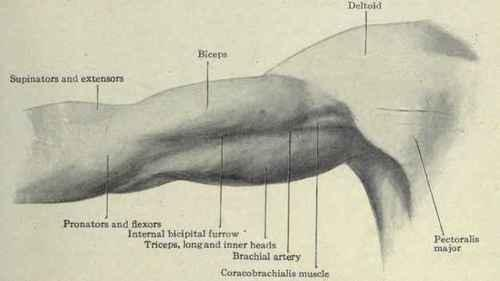 Deltoid
Biceps
Supinators and extensors
Pronators and flexors
Internal bicipital furrow
Triceps, long and inner heads
Brachial artery
Coracobrachialis muscle
Pectoralis
major